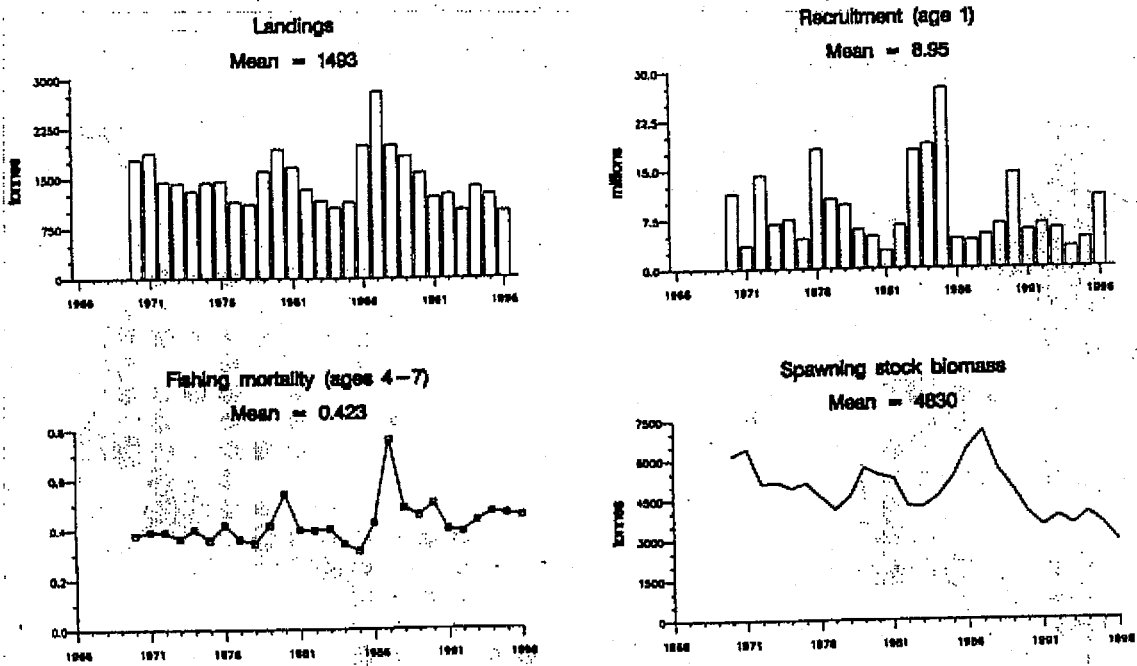 Landings
Mean = 1493
3000
2250
1500
750
0
tonnes
1966 1971 1976 1981 1986 1991 1996
Recruitment (age 1)
Mean = 8.95
30.0
22.5
15.0
7.5
0.0
millions
1966 1971 1976 1981 1986 1991 1996
Fishing mortality (ages 4-7)
Mean = 0.423
0.8
0.6
0.4
0.2
0.0
1966 1971 1976 1981 1986 1991 1996
Spawning stock biomass
Mean = 4830
7500
6000
4500
3000
1500
0
tonnes
1966 1971 1976 1981 1986 1991 1996